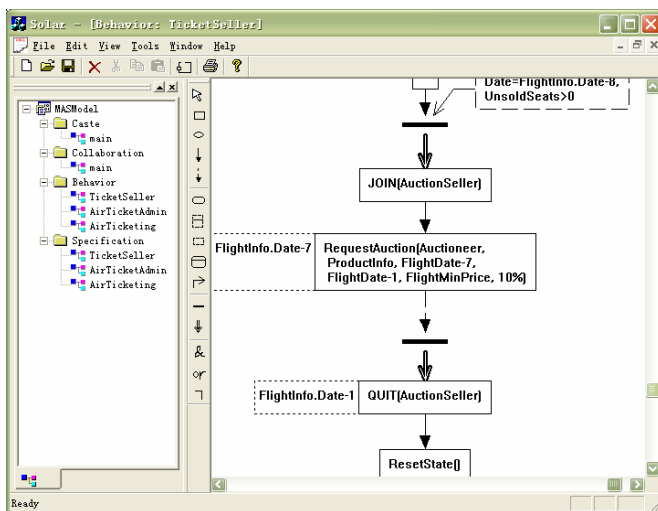 Solar - [Behavior: TicketSeller]
File Edit View Tools Window Help
MASModel
Caste
main
Collaboration
main
Behavior
TicketSeller
AirTicketAdmin
AirTicketing
Specification
TicketSeller
AirTicketAdmin
AirTicketing
&
or
Date=FlightInfo.Date-8,
UnsoldSeats>0
JOIN(AuctionSeller)
FlightInfo.Date-7
RequestAuction(Auctioneer,
ProductInfo, FlightDate-7,
FlightDate-1, FlightMinPrice, 10%)
FlightInfo.Date-1
QUIT(AuctionSeller)
ResetState()
Ready